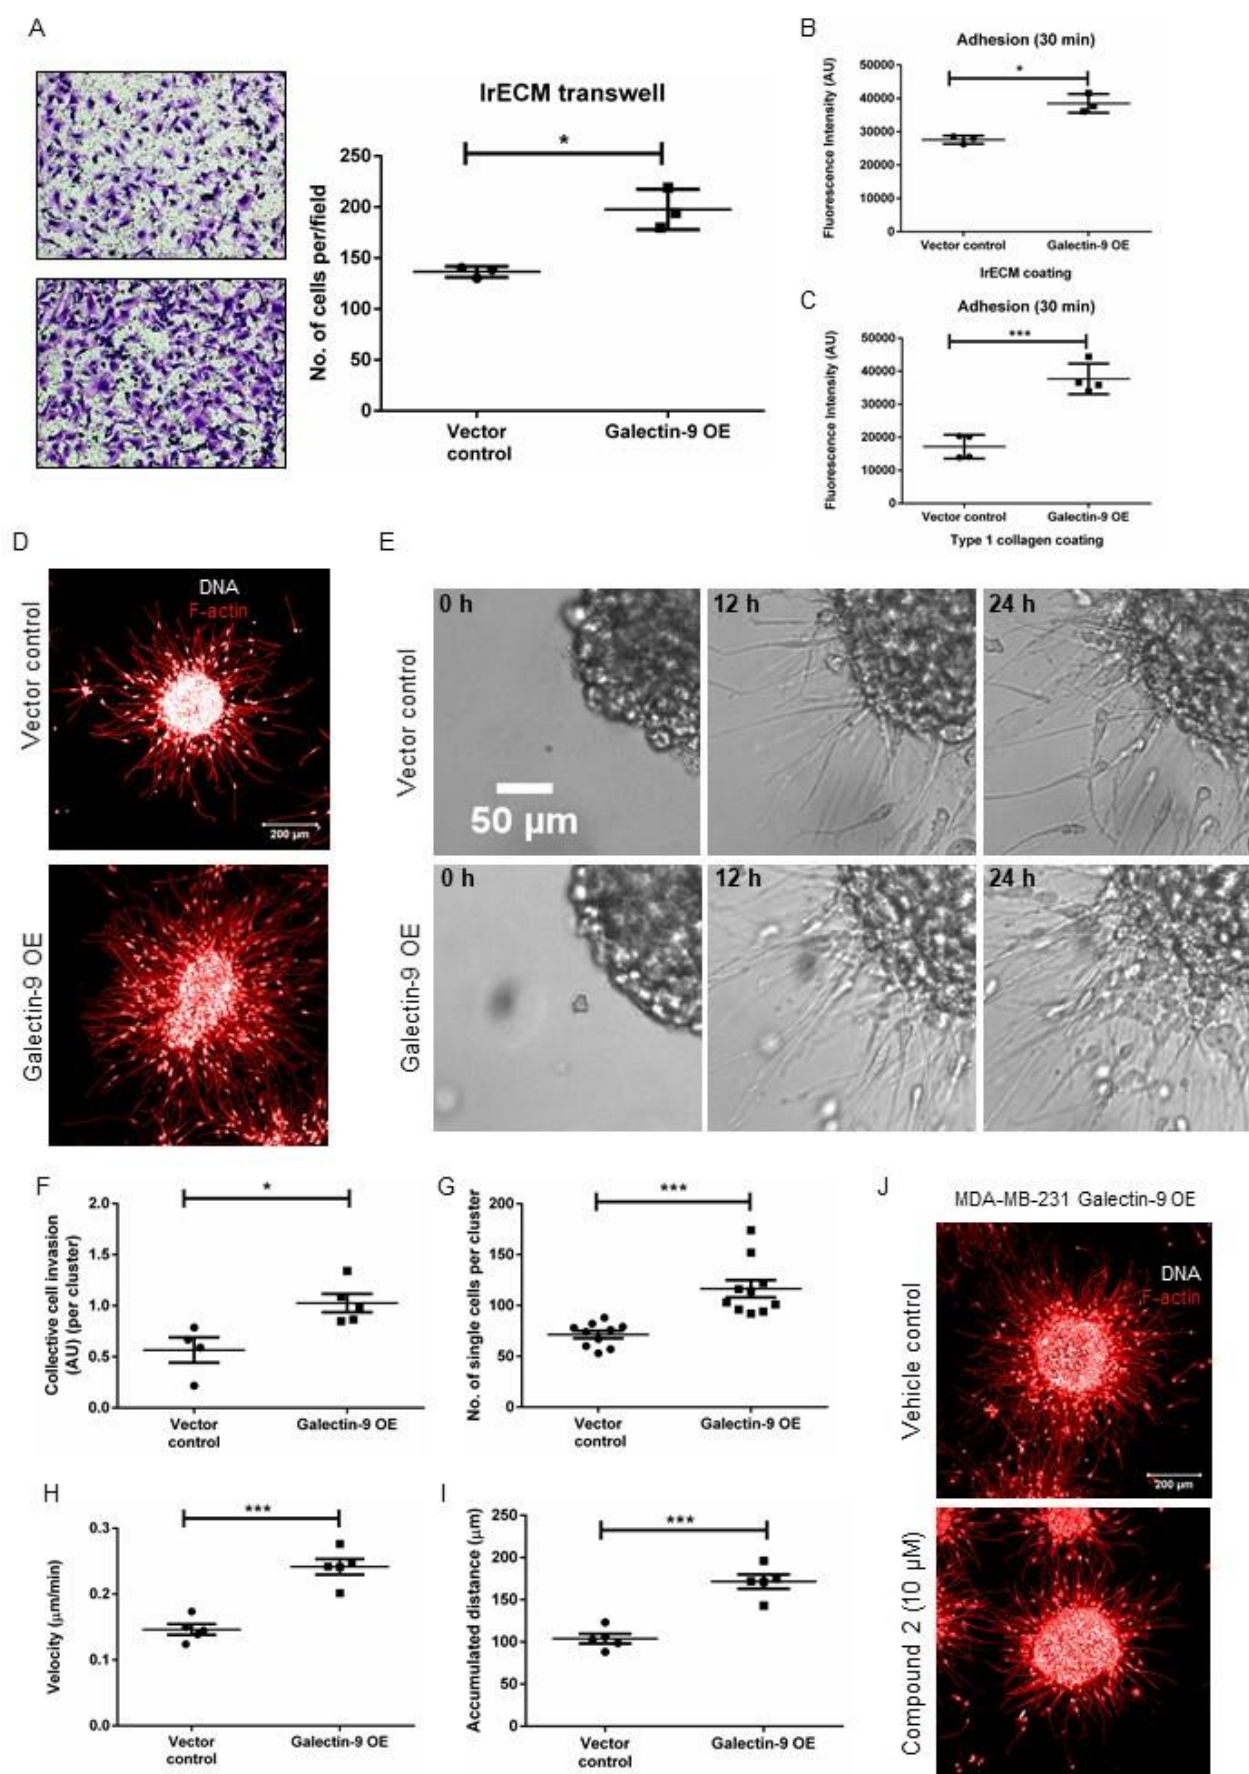 A
lrECM transwell
*
No. of cells per/field
250
200
150
100
50
0
Vector
control
Galectin-9 OE
B
Adhesion (30 min)
*
Fluorescence Intensity (AU)
50000
40000
30000
20000
10000
0
Vector control
Galectin-9 OE
lrECM coating
C
Adhesion (30 min)
***
Fluorescence Intensity (AU)
50000
40000
30000
20000
10000
0
Vector control
Galectin-9 OE
Type 1 collagen coating
D
Vector control
DNA
F-actin
200 µm
Galectin-9 OE
E
Vector control
0 h
12 h
24 h
50 µm
Galectin-9 OE
0 h
12 h
24 h
F
*
Collective cell invasion
(AU) (per cluster)
2.0
1.5
1.0
0.5
0.0
Vector
control
Galectin-9 OE
G
***
No. of single cells per cluster
200
150
100
50
0
Vector
control
Galectin-9 OE
H
***
Velocity (µm/min)
0.3
0.2
0.1
0.0
Vector
control
Galectin-9 OE
I
***
Accumulated distance (µm)
250
200
150
100
50
0
Vector
control
Galectin-9 OE
J
MDA-MB-231 Galectin-9 OE
Vehicle control
DNA
F-actin
200 µm
Compound 2 (10 µM)